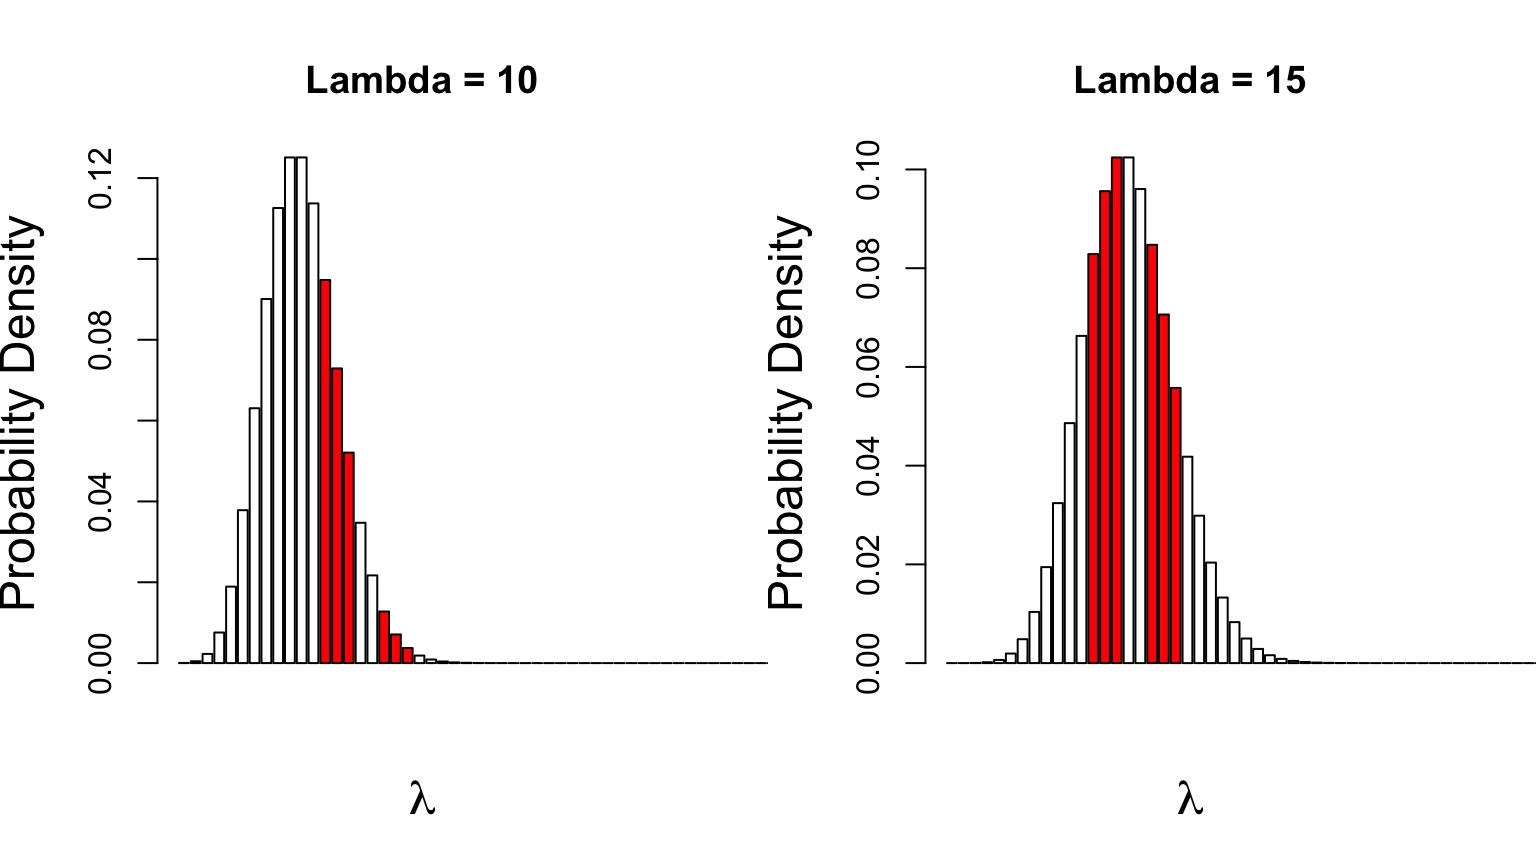 Lambda = 10
Probability Density
0.00
0.04
0.08
0.12
λ
Lambda = 15
Probability Density
0.00
0.02
0.04
0.06
0.08
0.10
λ